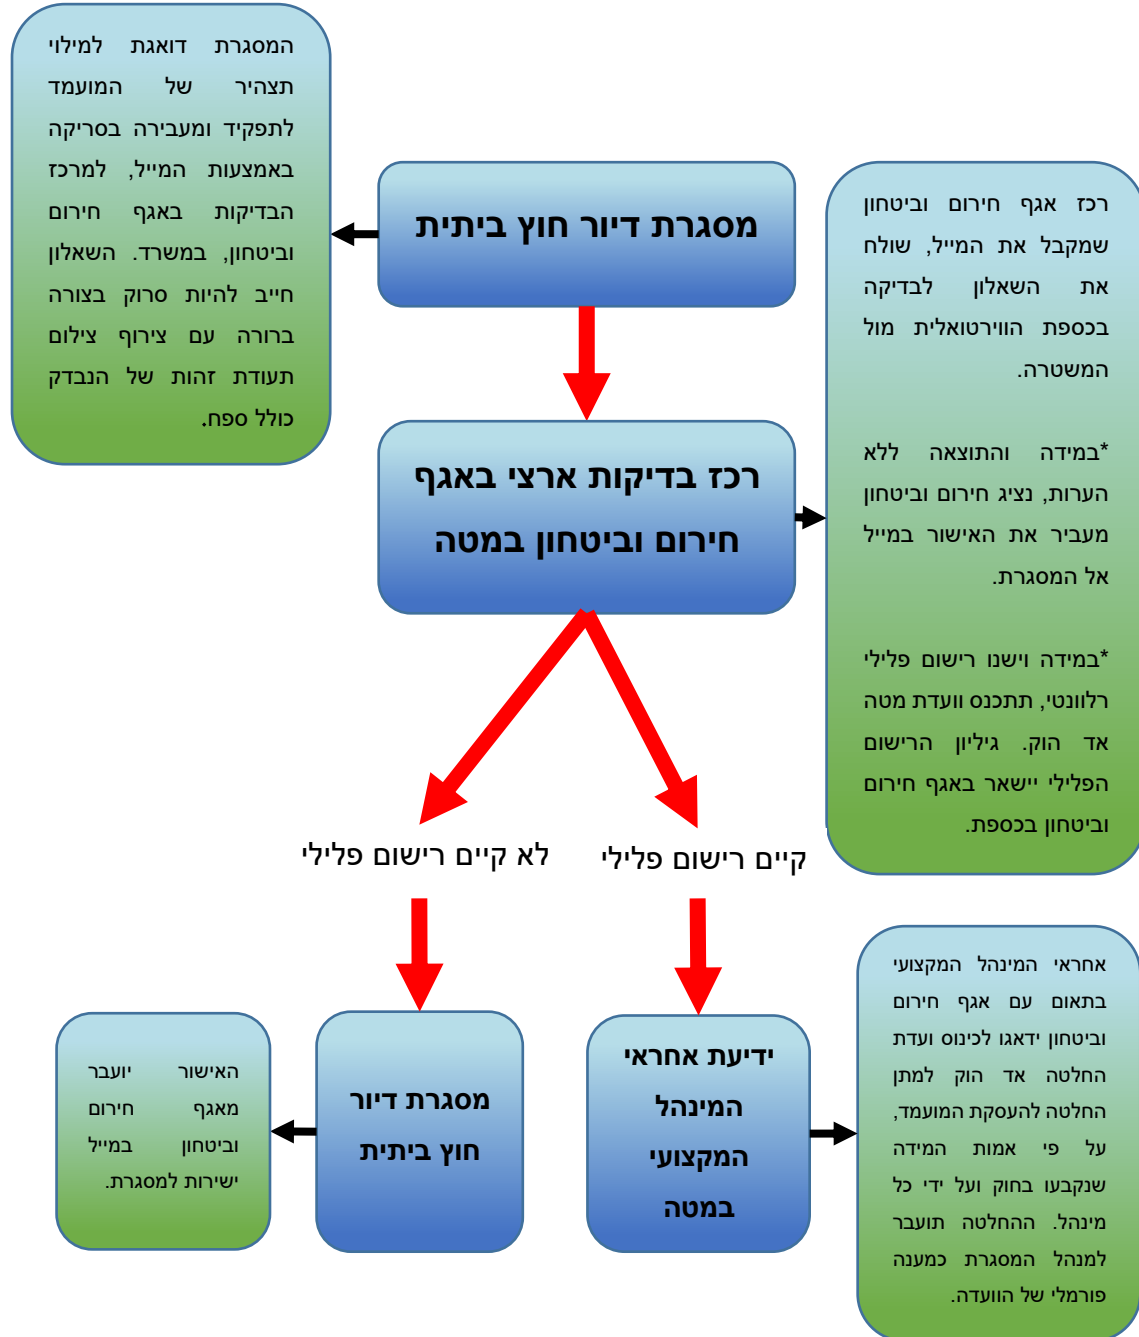 המסגרת דואגת למילוי
תצהיר של המועמד
לתפקיד ומעבירה בסריקה
באמצעות המייל, למרכז
הבדיקות באגף חירום
וביטחון, במשרד. השאלון
חייב להיות סרוק בצורה
ברורה עם צירוף צילום
תעודת זהות של הנבדק
כולל ספח.
מסגרת דיור חוץ ביתית
רכז אגף חירום וביטחון
שמקבל את המייל, שולח
את השאלון לבדיקה
בכספת הווירטואלית מול
המשטרה.
*במידה והתוצאה ללא
הערות, נציג חירום וביטחון
מעביר את האישור במייל
אל המסגרת.
*במידה וישנו רישום פלילי
רלוונטי, תתכנס וועדת מטה
אד הוק. גיליון הרישום
הפלילי יישאר באגף חירום
וביטחון בכספת.
רכז בדיקות ארצי באגף
חירום וביטחון במטה
קיים רישום פלילי
לא קיים רישום פלילי
אחראי המינהל המקצועי
בתאום עם אגף חירום
וביטחון ידאגו לכינוס ועדת
החלטה אד הוק למתן
החלטה להעסקת המועמד,
על פי אמות המידה
שנקבעו בחוק ועל ידי כל
מינהל. ההחלטה תועבר
למנהל המסגרת כמענה
פורמלי של הוועדה.
ידיעת אחראי
המינהל
המקצועי
במטה
מסגרת דיור
חוץ ביתית
האישור יועבר
מאגף חירום
וביטחון במייל
ישירות למסגרת.